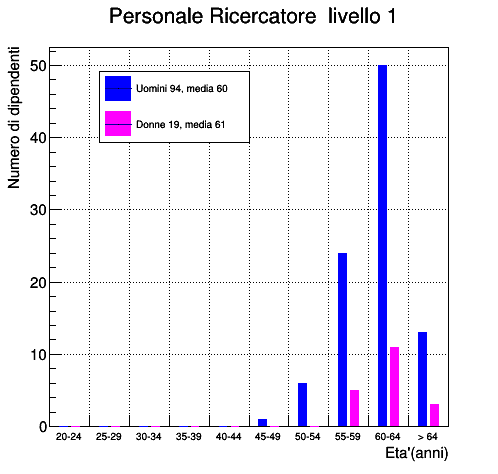 Personale Ricercatore livello 1
Numero di dipendenti
50
40
30
20
10
0
Uomini 94, media 60
Donne 19, media 61
20-24 25-29 30-34 35-39 40-44 45-49 50-54 55-59 60-64 > 64
Eta'(anni)